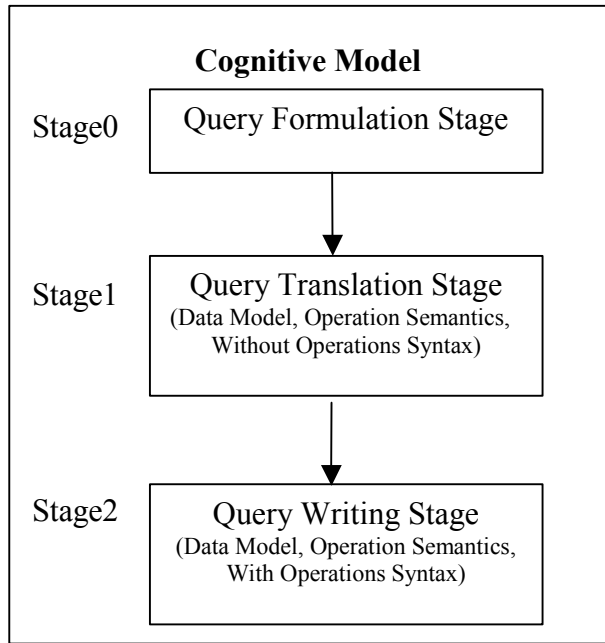 Cognitive Model
Stage0
Query Formulation Stage
Stage1
Query Translation Stage
(Data Model, Operation Semantics,
Without Operations Syntax)
Stage2
Query Writing Stage
(Data Model, Operation Semantics,
With Operations Syntax)